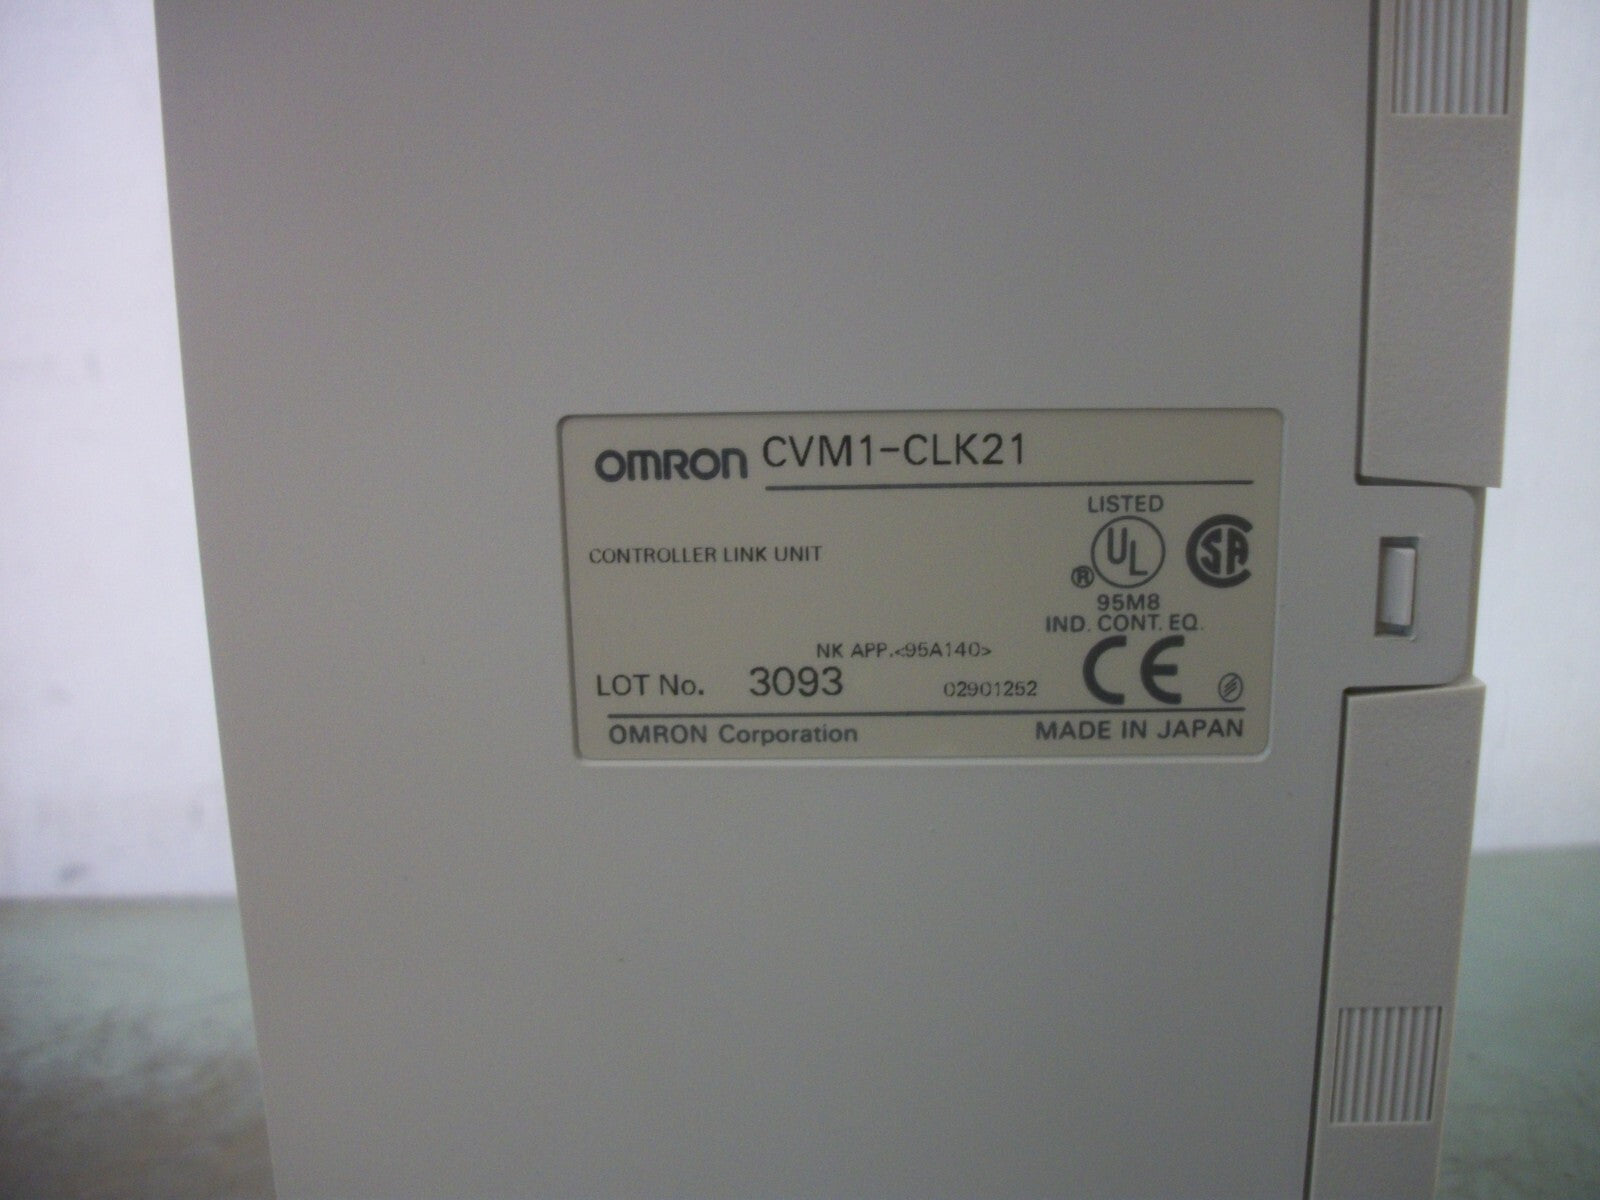 OMRON CVM1-CLK21
LISTED
UL
SA
®
CONTROLLER LINK UNIT
95M8
IND. CONT. EQ.
NK APP.<95A140>
CE
LOT No. 3093 02901252
OMRON Corporation MADE IN JAPAN